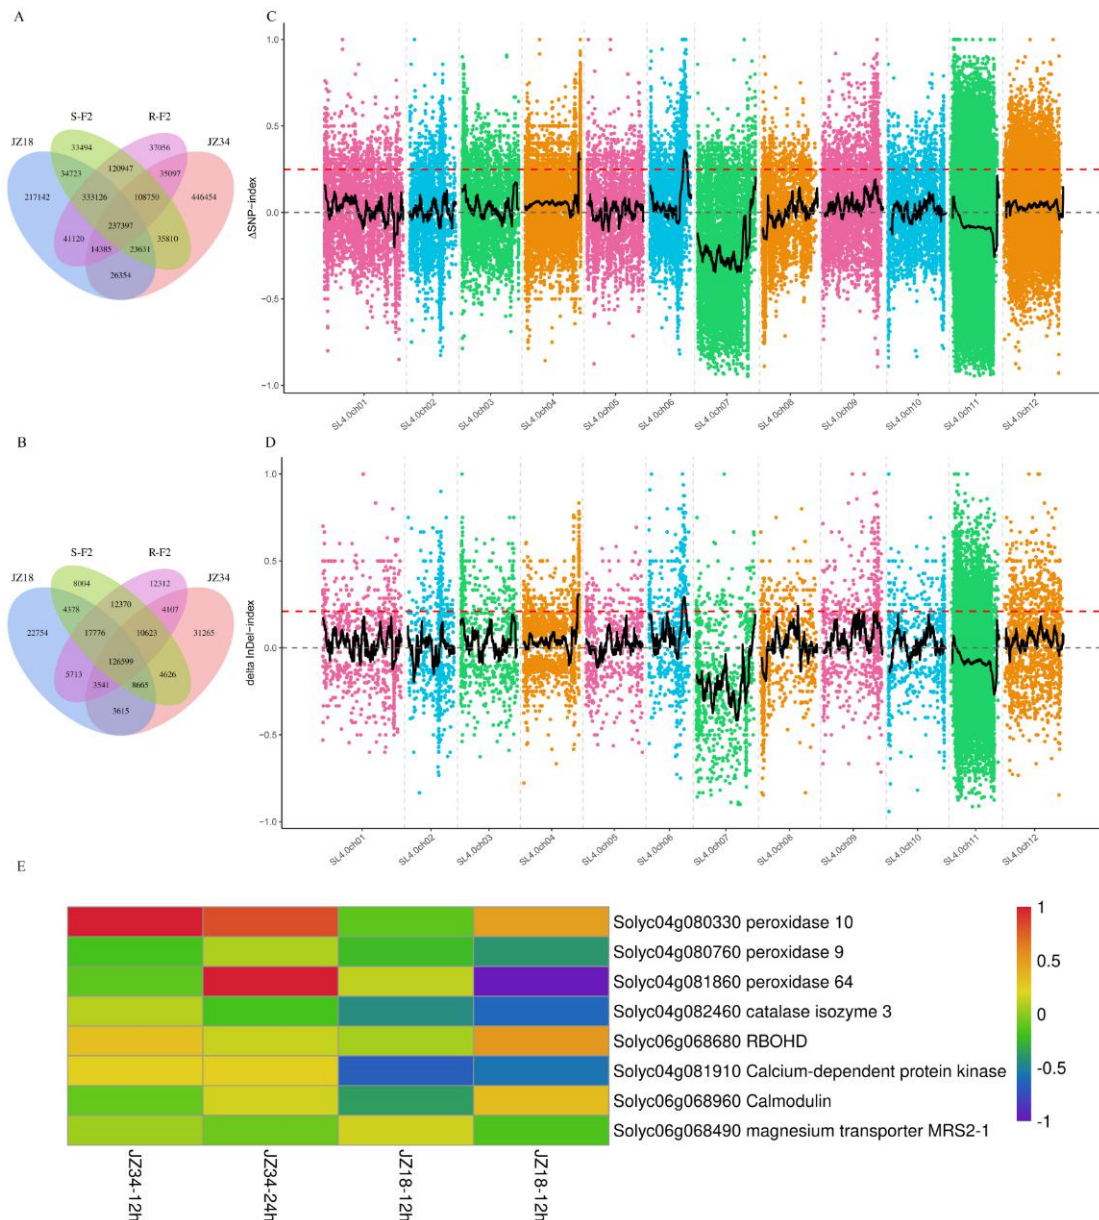 A
S-F2 R-F2
JZ18 JZ34
33494 37056
34723 120947 35097
217142 333126 108750 446454
237397
41120 14385 23631 35810
26354
B
S-F2 R-F2
JZ18 JZ34
8004 12312
4378 12370 4107
22754 17776 10623 31265
126599
5713 3541 8665 4626
3615
C
ΔSNP-index
1.0
0.5
0.0
−0.5
−1.0
SL4.0ch01 SL4.0ch02 SL4.0ch03 SL4.0ch04 SL4.0ch05 SL4.0ch06 SL4.0ch07 SL4.0ch08 SL4.0ch09 SL4.0ch10 SL4.0ch11 SL4.0ch12
D
delta InDel-index
1.0
0.5
0.0
−0.5
−1.0
SL4.0ch01 SL4.0ch02 SL4.0ch03 SL4.0ch04 SL4.0ch05 SL4.0ch06 SL4.0ch07 SL4.0ch08 SL4.0ch09 SL4.0ch10 SL4.0ch11 SL4.0ch12
E
Solyc04g080330 peroxidase 10
Solyc04g080760 peroxidase 9
Solyc04g081860 peroxidase 64
Solyc04g082460 catalase isozyme 3
Solyc06g068680 RBOHD
Solyc04g081910 Calcium-dependent protein kinase
Solyc06g068960 Calmodulin
Solyc06g068490 magnesium transporter MRS2-1
1
0.5
0
-0.5
-1
JZ34-12h
JZ34-24h
JZ18-12h
JZ18-12h